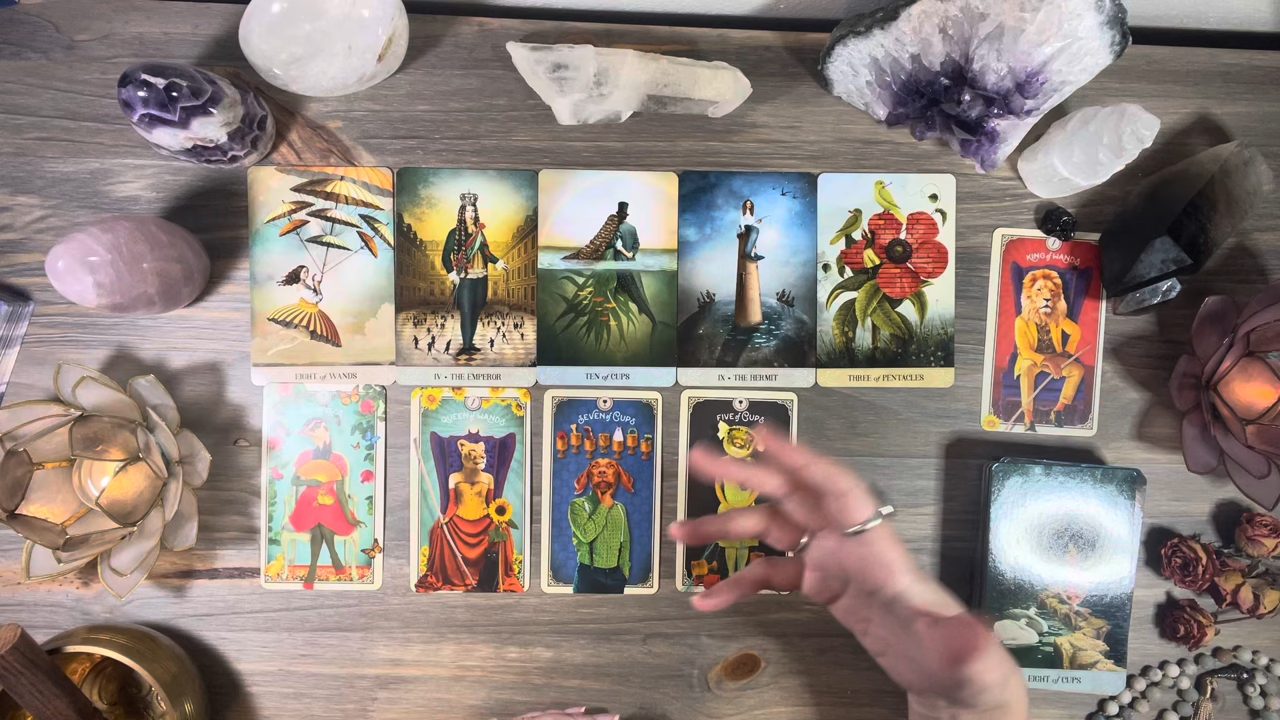 EIGHT of WANDS
IV • THE EMPEROR
TEN of CUPS
IX • THE HERMIT
THREE of PENTACLES
KING of WANDS
QUEEN of WANDS
SEVEN of CUPS
FIVE of CUPS
EIGHT of CUPS